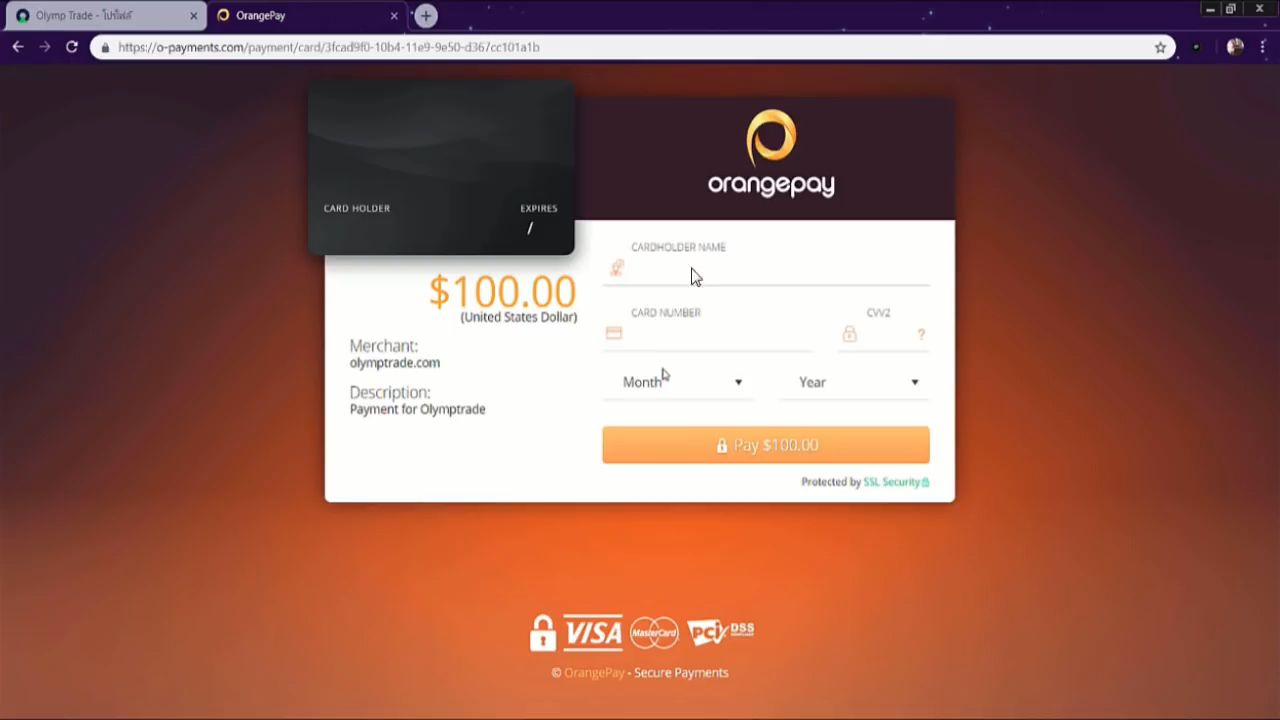 Olymp Trade - โปรไฟล์
OrangePay
https://o-payments.com/payment/card/3fcad9f0-10b4-11e9-9e50-d367cc101a1b
CARD HOLDER
EXPIRES
/
orangepay
$100.00
(United States Dollar)
Merchant:
olymptrade.com
Description:
Payment for Olymptrade
CARDHOLDER NAME
CARD NUMBER
CVV2
?
Month
Year
Pay $100.00
Protected by SSL Security
VISA MasterCard PCI DSS
© OrangePay - Secure Payments